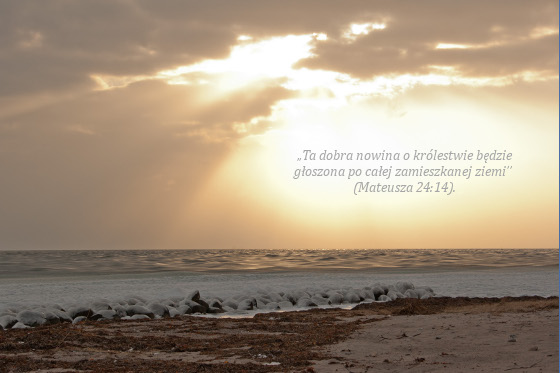 „Ta dobra nowina o królestwie będzie
głoszona po całej zamieszkanej ziemi”
(Mateusza 24:14).